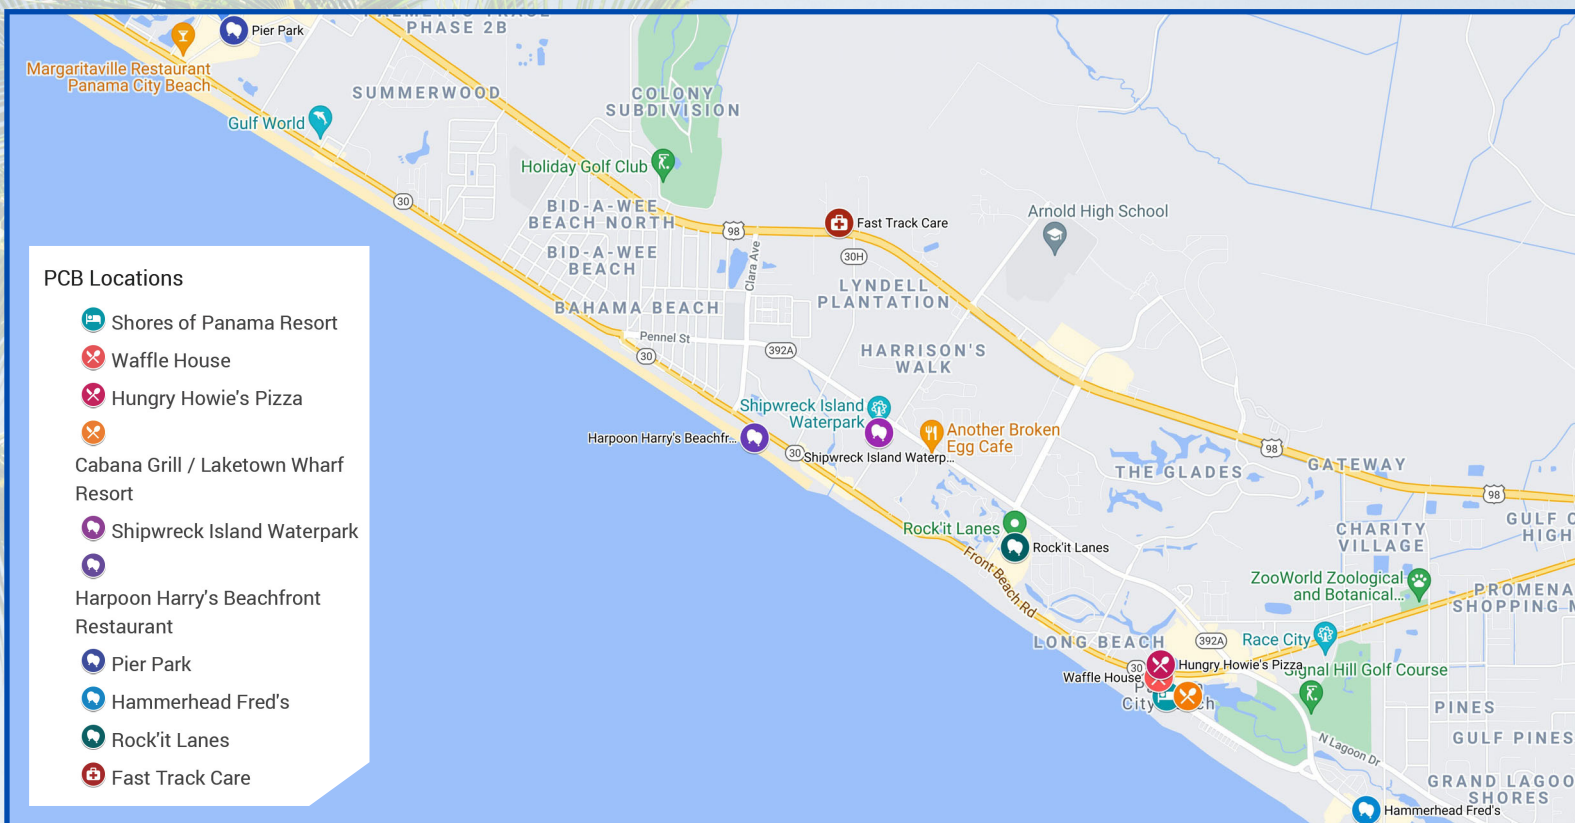 PALMETTO TRACE
PHASE 2B
Pier Park
Margaritaville Restaurant
Panama City Beach
SUMMERWOOD
COLONY
SUBDIVISION
Gulf World
Holiday Golf Club
30
BID-A-WEE
BEACH NORTH
98
Fast Track Care
Arnold High School
BID-A-WEE
BEACH
Clara Ave
30H
LYNDELL
PLANTATION
BAHAMA BEACH
Pennel St
30
392A
HARRISON'S
WALK
Shipwreck Island
Waterpark
Another Broken
Egg Cafe
Harpoon Harry's Beachfr...
30
Shipwreck Island Waterp...
98
THE GLADES
GATEWAY
98
Rock'it Lanes
Rock'it Lanes
CHARITY
VILLAGE
GULF C
HIGH
Front Beach Rd
ZooWorld Zoological
and Botanical...
PROMENA
SHOPPING M
LONG BEACH
392A
Race City
30
Hungry Howie's Pizza
Signal Hill Golf Course
Waffle House
City
PINES
GULF PINES
N Lagoon Dr
GRAND LAGOO
SHORES
Hammerhead Fred's
PCB Locations
Shores of Panama Resort
Waffle House
Hungry Howie's Pizza
Cabana Grill / Laketown Wharf
Resort
Shipwreck Island Waterpark
Harpoon Harry's Beachfront
Restaurant
Pier Park
Hammerhead Fred's
Rock'it Lanes
Fast Track Care